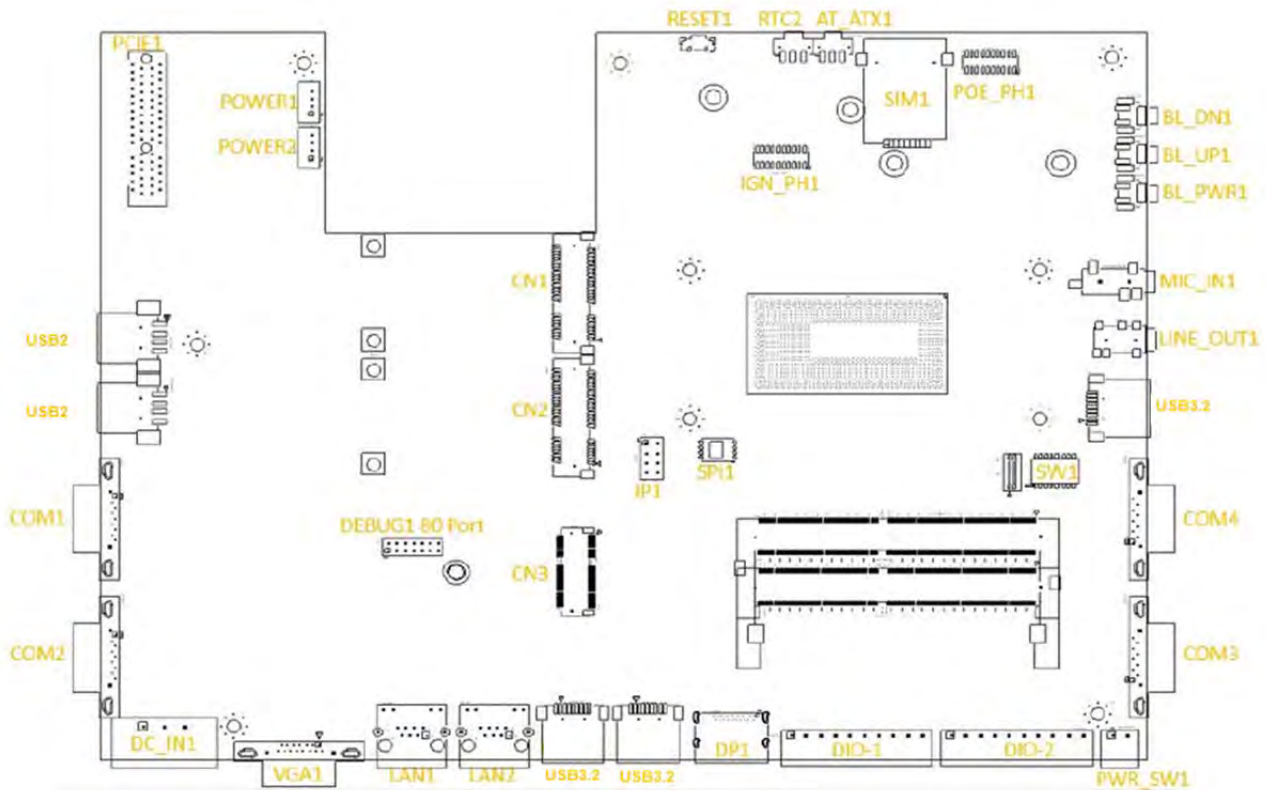 RESET1 RTC2 AT_ATX1
PCIE1
POWER1
SIM1
POE_PH1
BL_DN1
POWER2
BL_UP1
IGN_PH1
BL_PWR1
CN1
MIC_IN1
USB2
LINE_OUT1
USB2
CN2
USB3.2
JP1
SPI1
SW1
COM1
DEBUG1 80 Port
COM4
CN3
COM2
COM3
DC_IN1
VGA1
LAN1
LAN2
USB3.2
USB3.2
DP1
DIO-1
DIO-2
PWR_SW1